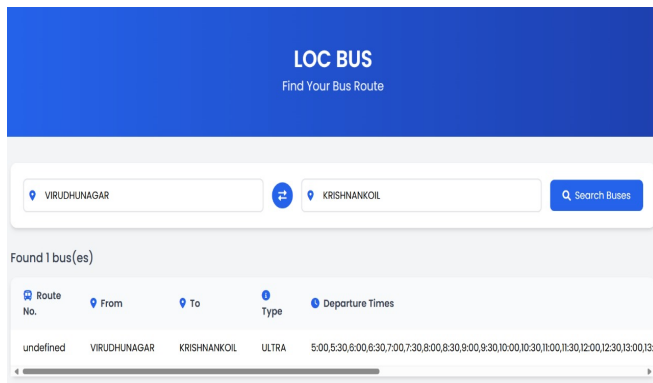 LOC BUS
Find Your Bus Route
VIRUDHUNAGAR
KRISHNANKOIL
Search Buses
Found 1 bus(es)
Route No.
From
To
Type
Departure Times
undefined VIRUDHUNAGAR KRISHNANKOIL ULTRA 5:00,5:30,6:00,6:30,7:00,7:30,8:00,8:30,9:00,9:30,10:00,10:30,11:00,11:30,12:00,12:30,13:00,13: